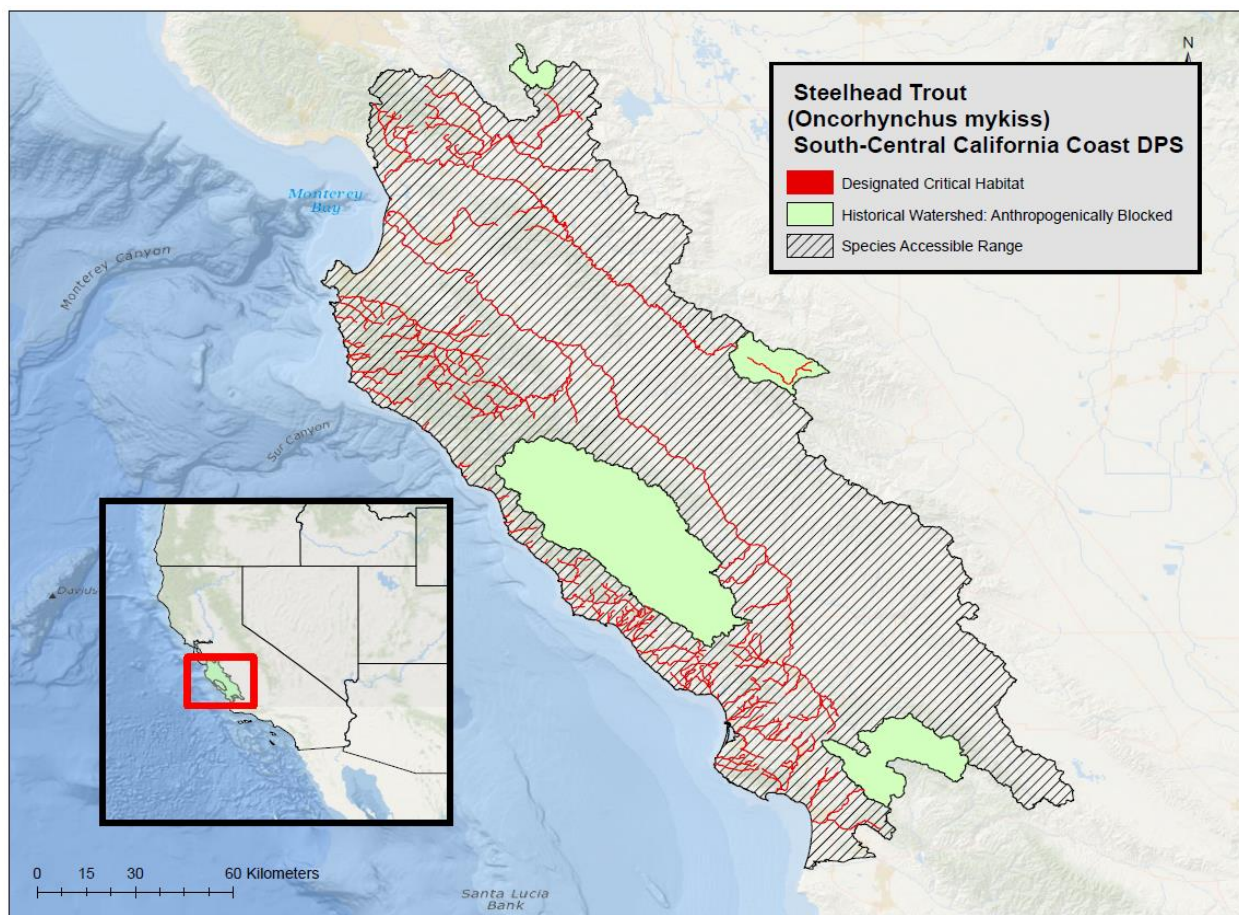 N
Steelhead Trout
(Oncorhynchus mykiss)
South-Central California Coast DPS
Designated Critical Habitat
Historical Watershed: Anthropogenically Blocked
Species Accessible Range
Monterey
Bay
Monterey Canyon
Sur Canyon
0 15 30 60 Kilometers
Santa Lucia
Bank